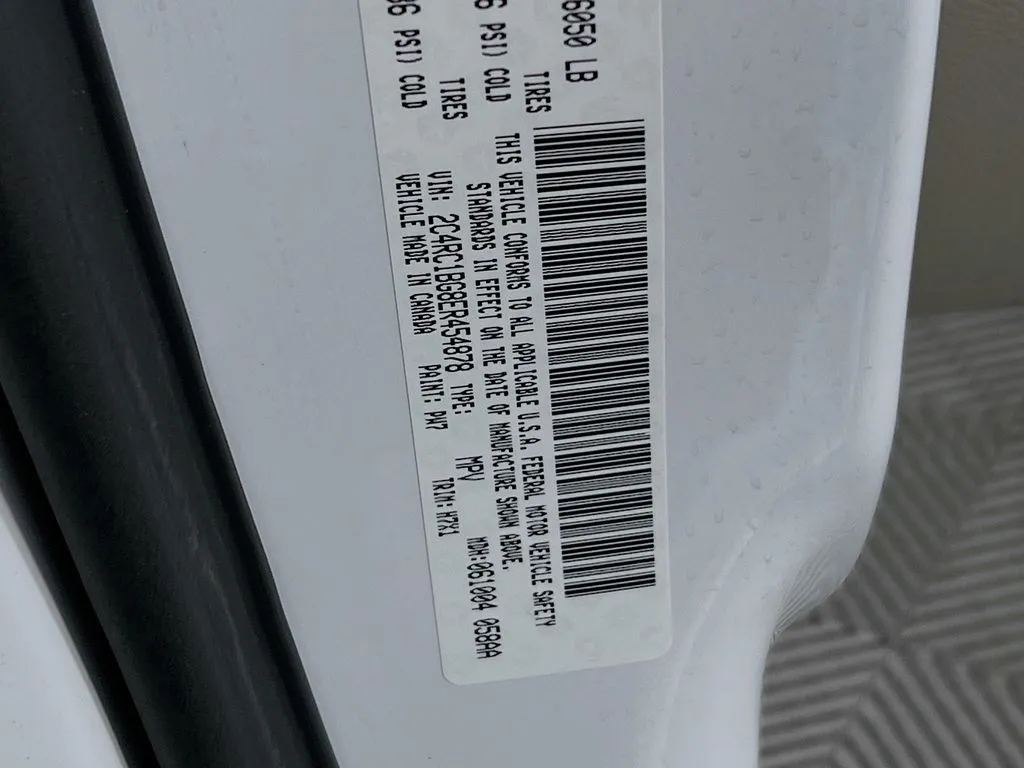 6050 LB
TIRES
6 PSI) COLD
TIRES
36 PSI) COLD
THIS VEHICLE CONFORMS TO ALL APPLICABLE U.S.A. FEDERAL MOTOR VEHICLE SAFETY
STANDARDS IN EFFECT ON THE DATE OF MANUFACTURE SHOWN ABOVE.
VIN: 2C4RC1BG8ER454878 TYPE: MPV MDH:061004 058AA
VEHICLE MADE IN CANADA PAINT: PW7 TRIM:H7X1